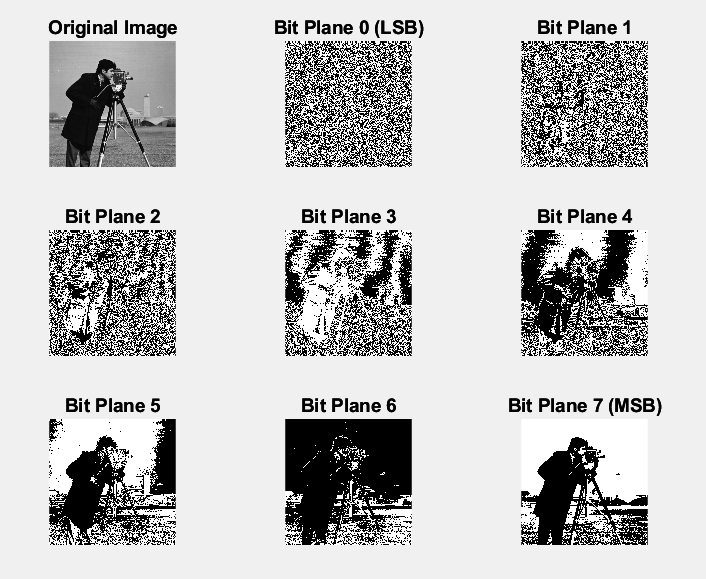 Original Image
Bit Plane 0 (LSB)
Bit Plane 1
Bit Plane 2
Bit Plane 3
Bit Plane 4
Bit Plane 5
Bit Plane 6
Bit Plane 7 (MSB)